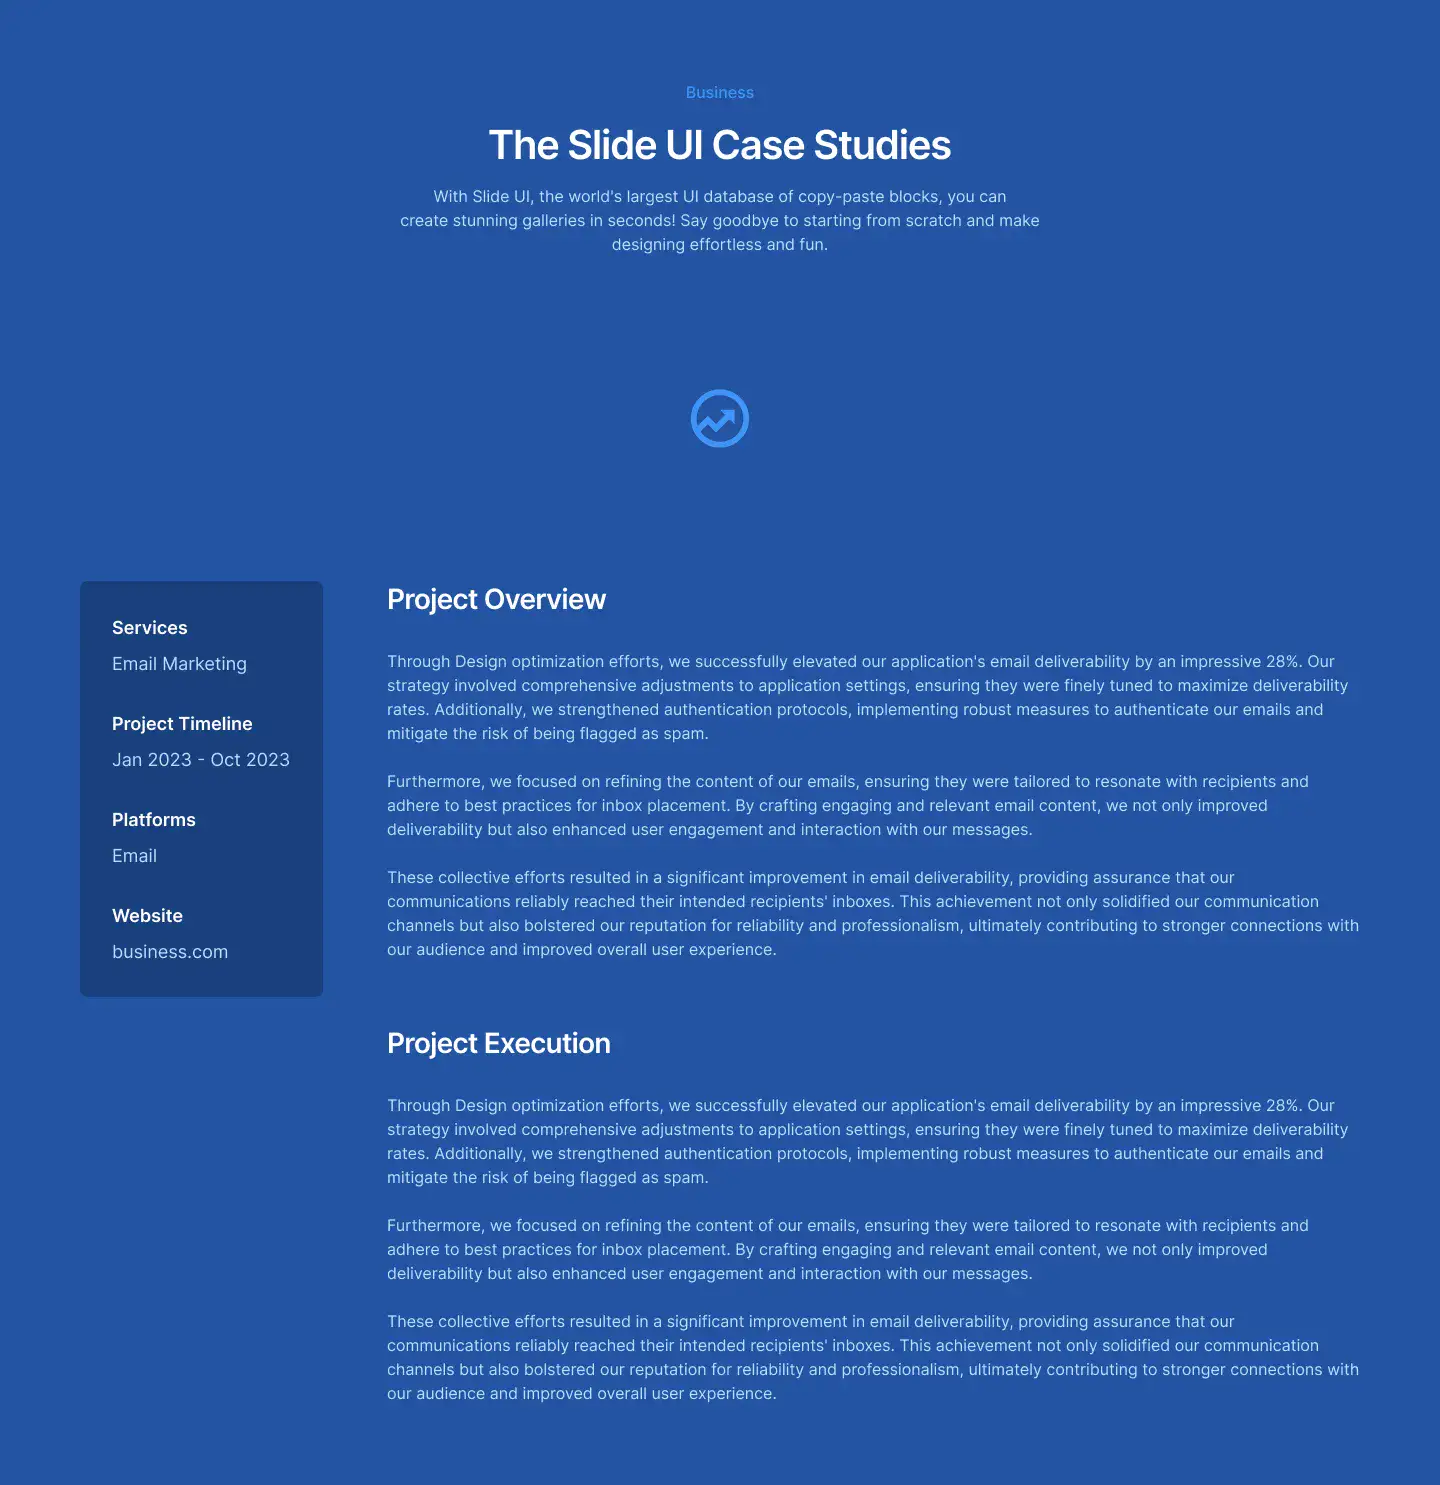 Business
The Slide UI Case Studies
With Slide UI, the world's largest UI database of copy-paste blocks, you can
create stunning galleries in seconds! Say goodbye to starting from scratch and make
designing effortless and fun.
Services
Email Marketing
Project Timeline
Jan 2023 - Oct 2023
Platforms
Email
Website
business.com
Project Overview
Through Design optimization efforts, we successfully elevated our application's email deliverability by an impressive 28%. Our
strategy involved comprehensive adjustments to application settings, ensuring they were finely tuned to maximize deliverability
rates. Additionally, we strengthened authentication protocols, implementing robust measures to authenticate our emails and
mitigate the risk of being flagged as spam.
Furthermore, we focused on refining the content of our emails, ensuring they were tailored to resonate with recipients and
adhere to best practices for inbox placement. By crafting engaging and relevant email content, we not only improved
deliverability but also enhanced user engagement and interaction with our messages.
These collective efforts resulted in a significant improvement in email deliverability, providing assurance that our
communications reliably reached their intended recipients' inboxes. This achievement not only solidified our communication
channels but also bolstered our reputation for reliability and professionalism, ultimately contributing to stronger connections with
our audience and improved overall user experience.
Project Execution
Through Design optimization efforts, we successfully elevated our application's email deliverability by an impressive 28%. Our
strategy involved comprehensive adjustments to application settings, ensuring they were finely tuned to maximize deliverability
rates. Additionally, we strengthened authentication protocols, implementing robust measures to authenticate our emails and
mitigate the risk of being flagged as spam.
Furthermore, we focused on refining the content of our emails, ensuring they were tailored to resonate with recipients and
adhere to best practices for inbox placement. By crafting engaging and relevant email content, we not only improved
deliverability but also enhanced user engagement and interaction with our messages.
These collective efforts resulted in a significant improvement in email deliverability, providing assurance that our
communications reliably reached their intended recipients' inboxes. This achievement not only solidified our communication
channels but also bolstered our reputation for reliability and professionalism, ultimately contributing to stronger connections with
our audience and improved overall user experience.